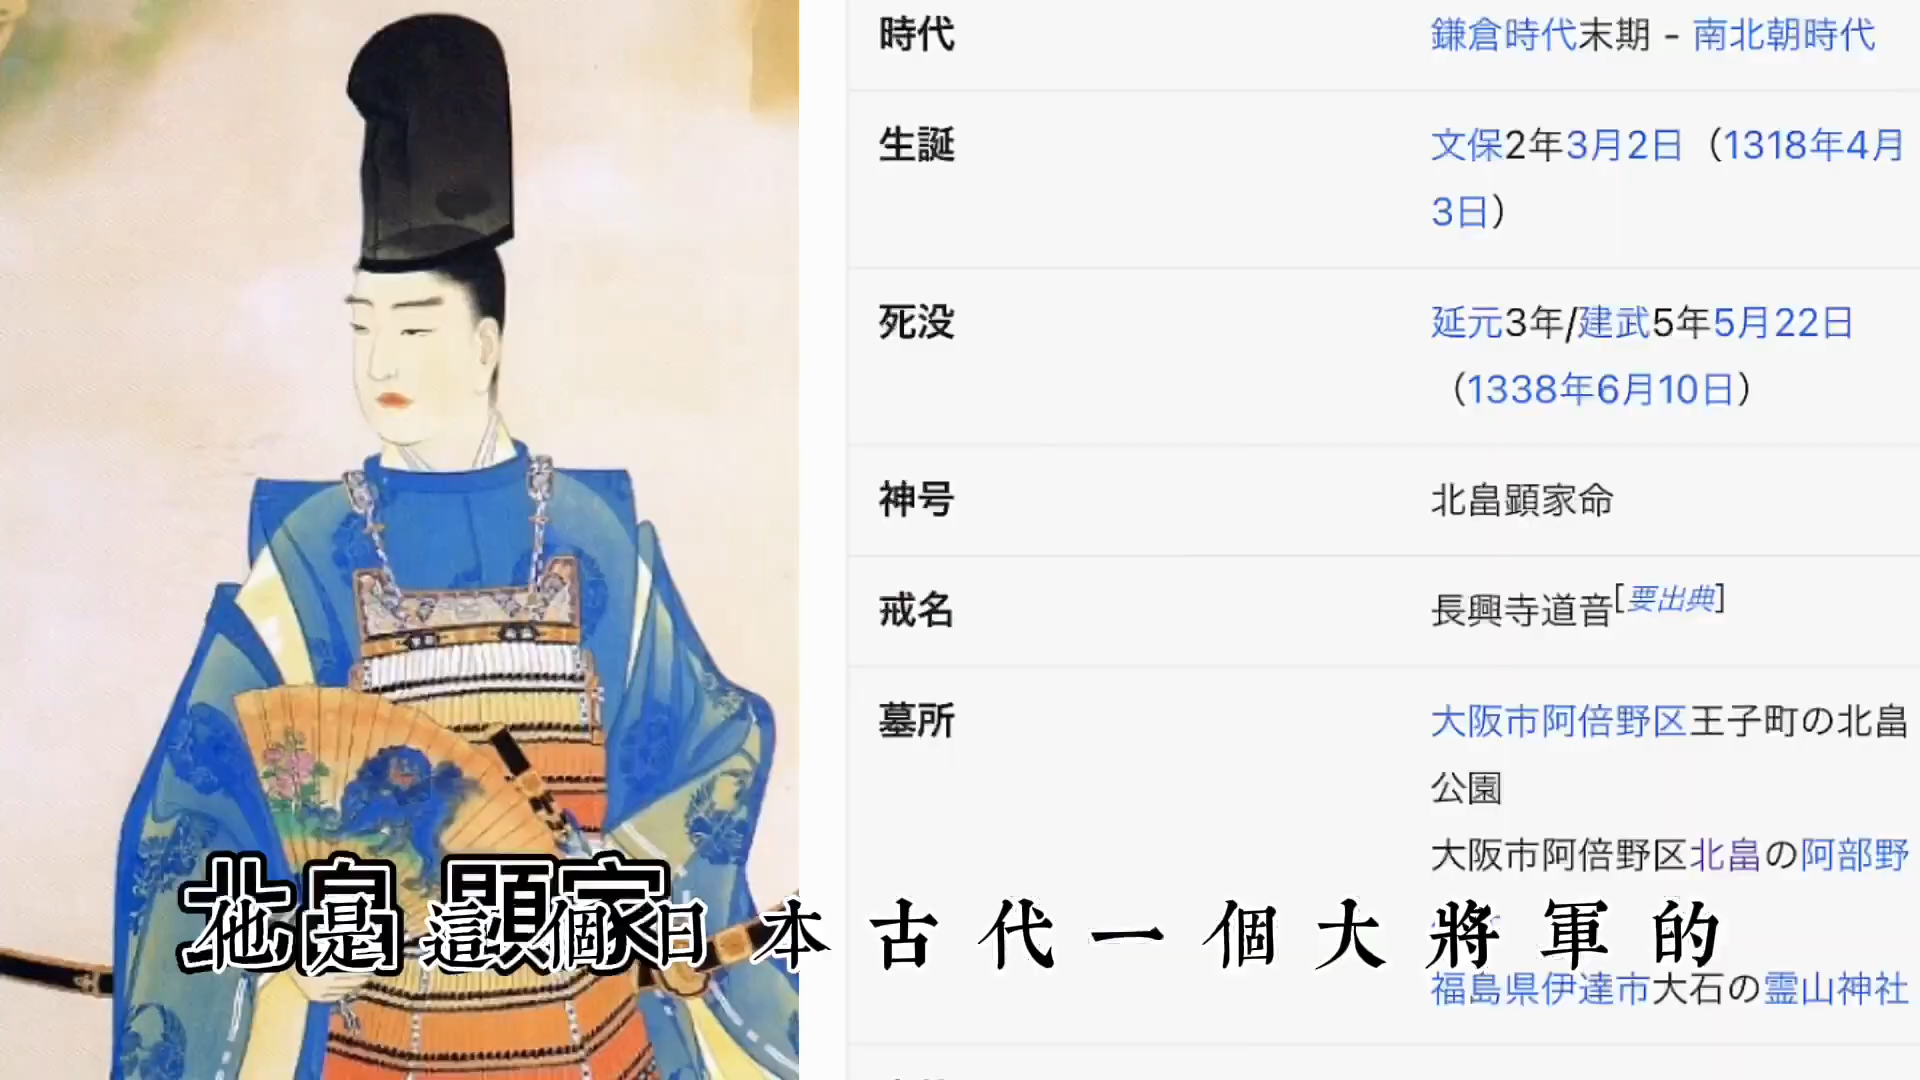 時代
鎌倉時代末期 - 南北朝時代
生誕
文保2年3月2日（1318年4月
3日）
死没
延元3年/建武5年5月22日
（1338年6月10日）
神号
北畠顕家命
戒名
長興寺道音[要出典]
墓所
大阪市阿倍野区王子町の北畠
公園
大阪市阿倍野区北畠の阿部野
福島県伊達市大石の霊山神社
北畠 顕家
他是這個日本古代一個大將軍的